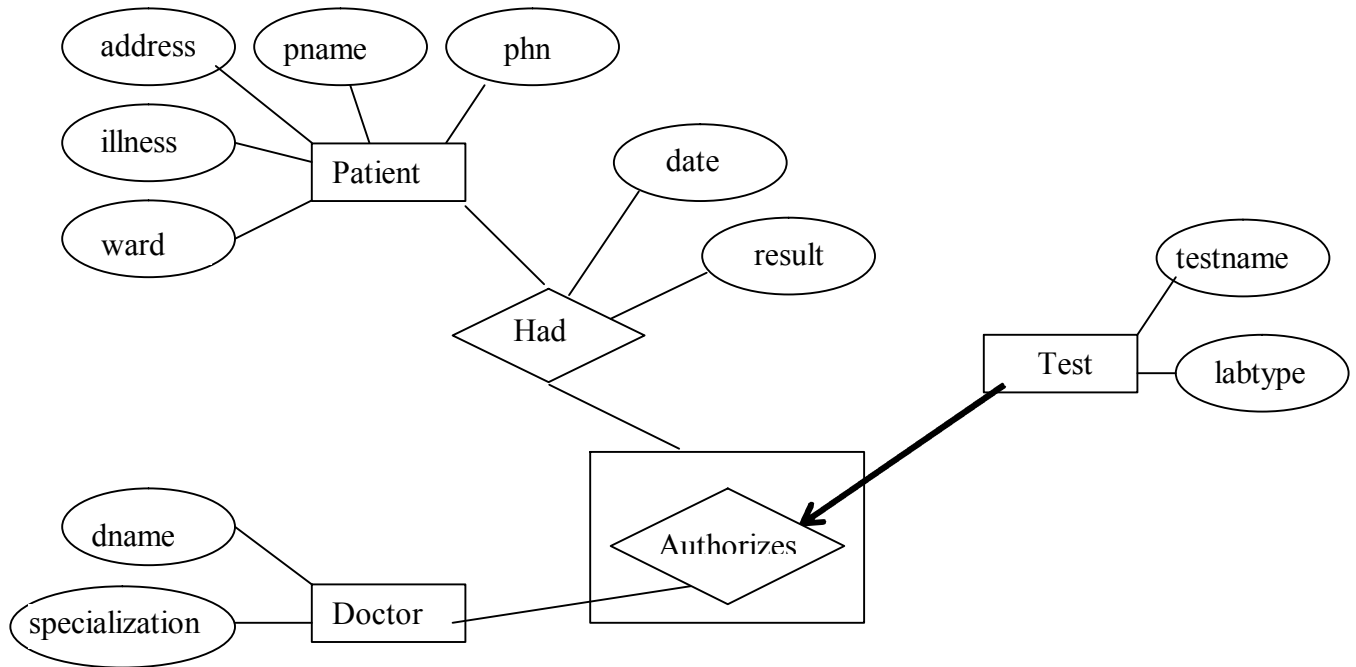 address
pname
phn
illness
Patient
date
ward
result
testname
Had
Test
labtype
dname
Authorizes
specialization
Doctor